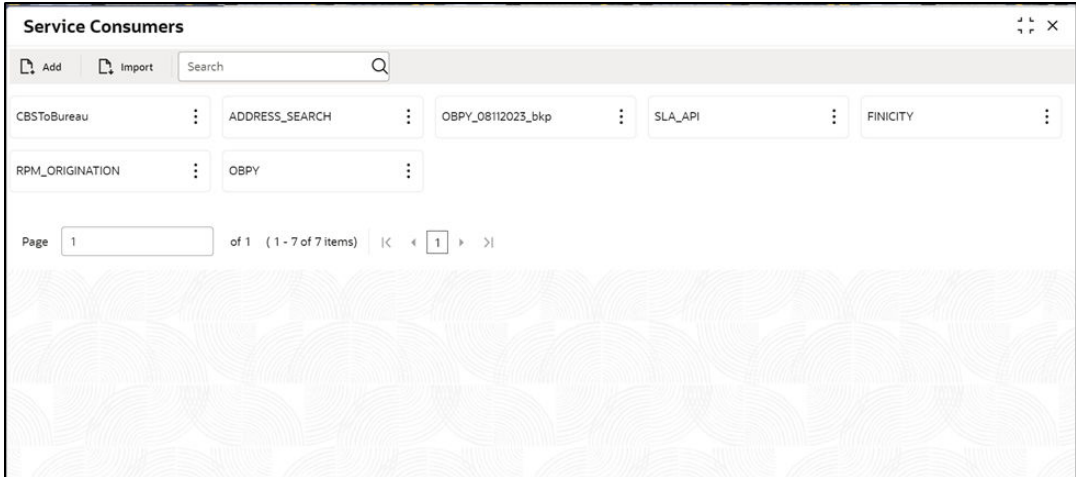 Service Consumers
Add Import Search
CBSToBureau ADDRESS_SEARCH OBPY_08112023_bkp SLA_API FINICITY
RPM_ORIGINATION OBPY
Page 1 of 1 (1 - 7 of 7 items) 1